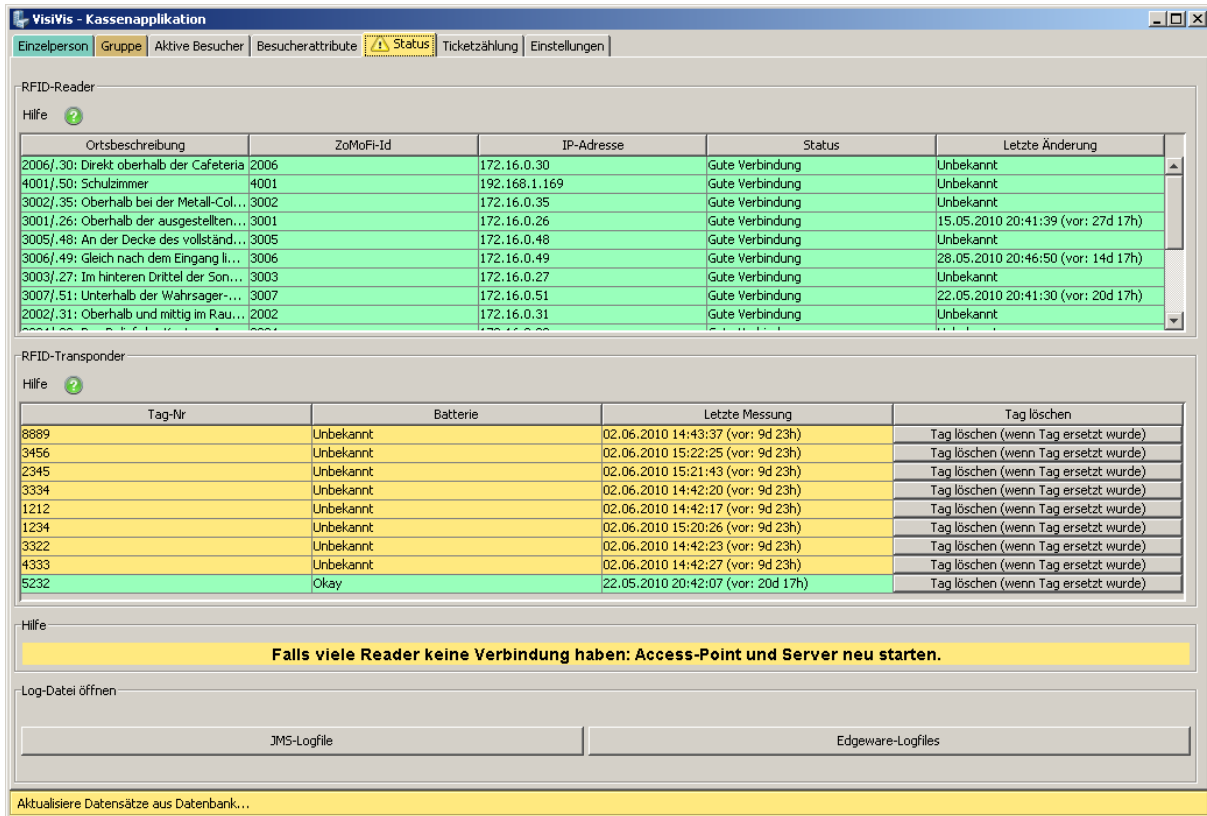 VisiVis - Kassenapplikation
Einzelperson Gruppe Aktive Besucher Besucherattribute Status Ticketzählung Einstellungen
RFID-Reader
Hilfe
Ortsbeschreibung ZoMoFi-Id IP-Adresse Status Letzte Änderung
2006/.30: Direkt oberhalb der Cafeteria 2006 172.16.0.30 Gute Verbindung Unbekannt
4001/.50: Schulzimmer 4001 192.168.1.169 Gute Verbindung Unbekannt
3002/.35: Oberhalb bei der Metall-Col... 3002 172.16.0.35 Gute Verbindung Unbekannt
3001/.26: Oberhalb der ausgestellten... 3001 172.16.0.26 Gute Verbindung 15.05.2010 20:41:39 (vor: 27d 17h)
3005/.48: An der Decke des vollständ... 3005 172.16.0.48 Gute Verbindung Unbekannt
3006/.49: Gleich nach dem Eingang li... 3006 172.16.0.49 Gute Verbindung 28.05.2010 20:46:50 (vor: 14d 17h)
3003/.27: Im hinteren Drittel der Son... 3003 172.16.0.27 Gute Verbindung Unbekannt
3007/.51: Unterhalb der Wahrsager-... 3007 172.16.0.51 Gute Verbindung 22.05.2010 20:41:30 (vor: 20d 17h)
2002/.31: Oberhalb und mittig im Rau... 2002 172.16.0.31 Gute Verbindung Unbekannt
RFID-Transponder
Hilfe
Tag-Nr Batterie Letzte Messung Tag löschen
8889 Unbekannt 02.06.2010 14:43:37 (vor: 9d 23h) Tag löschen (wenn Tag ersetzt wurde)
3456 Unbekannt 02.06.2010 15:22:25 (vor: 9d 23h) Tag löschen (wenn Tag ersetzt wurde)
2345 Unbekannt 02.06.2010 15:21:43 (vor: 9d 23h) Tag löschen (wenn Tag ersetzt wurde)
3334 Unbekannt 02.06.2010 14:42:20 (vor: 9d 23h) Tag löschen (wenn Tag ersetzt wurde)
1212 Unbekannt 02.06.2010 14:42:17 (vor: 9d 23h) Tag löschen (wenn Tag ersetzt wurde)
1234 Unbekannt 02.06.2010 15:20:26 (vor: 9d 23h) Tag löschen (wenn Tag ersetzt wurde)
3322 Unbekannt 02.06.2010 14:42:23 (vor: 9d 23h) Tag löschen (wenn Tag ersetzt wurde)
4333 Unbekannt 02.06.2010 14:42:27 (vor: 9d 23h) Tag löschen (wenn Tag ersetzt wurde)
5232 Okay 22.05.2010 20:42:07 (vor: 20d 17h) Tag löschen (wenn Tag ersetzt wurde)
Hilfe
Falls viele Reader keine Verbindung haben: Access-Point und Server neu starten.
Log-Datei öffnen
JMS-Logfile Edgeware-Logfiles
Aktualisiere Datensätze aus Datenbank...